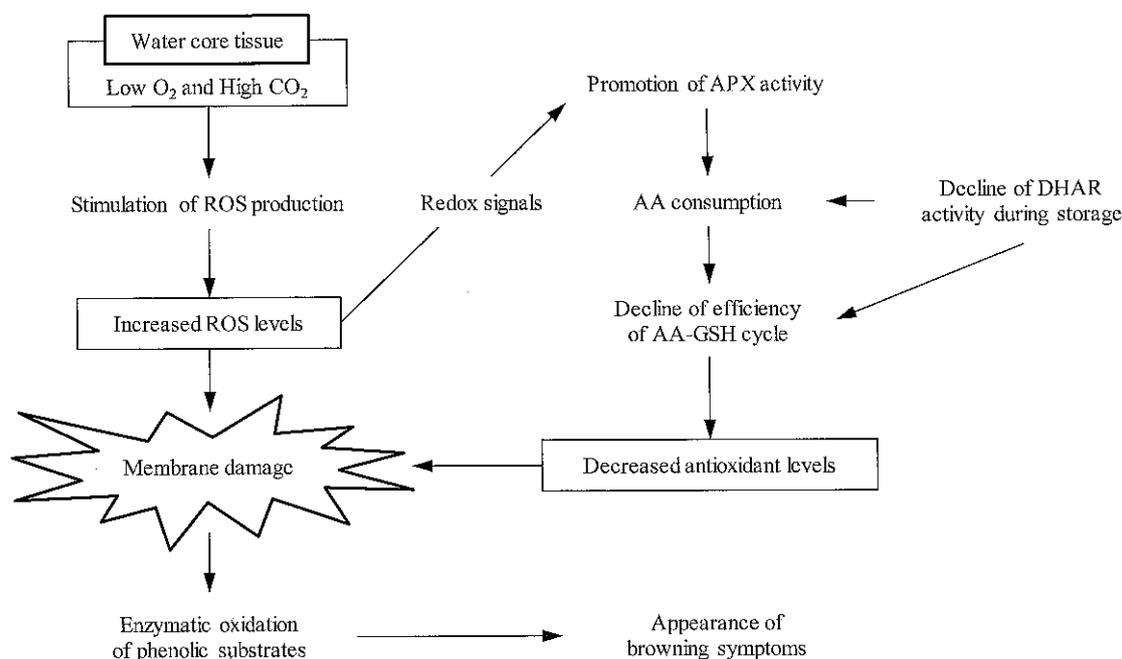 Water core tissue
Low O₂ and High CO₂
Stimulation of ROS production
Increased ROS levels
Membrane damage
Enzymatic oxidation
of phenolic substrates
Redox signals
Promotion of APX activity
AA consumption
Decline of DHAR
activity during storage
Decline of efficiency
of AA-GSH cycle
Decreased antioxidant levels
Appearance of
browning symptoms